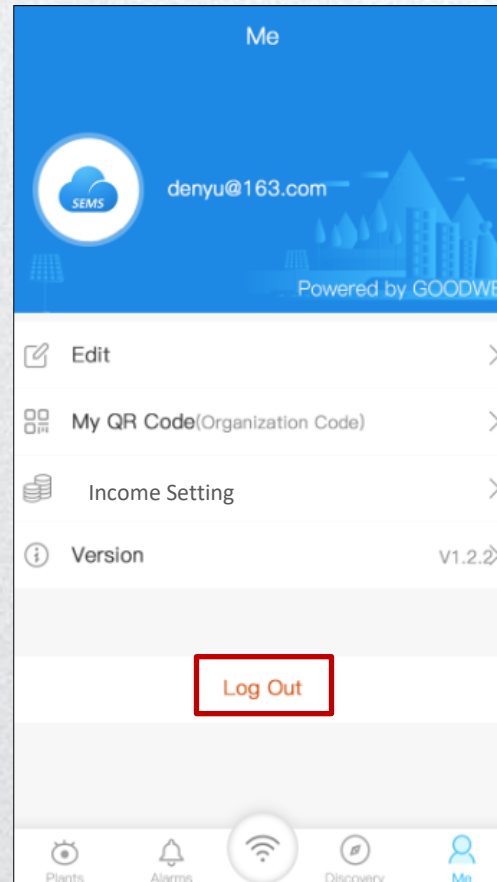 Me
SEMS
denyu@163.com
Powered by GOODWE
Edit
My QR Code(Organization Code)
Income Setting
Version V1.2.2
Log Out
Plants Alarms Discovery Me